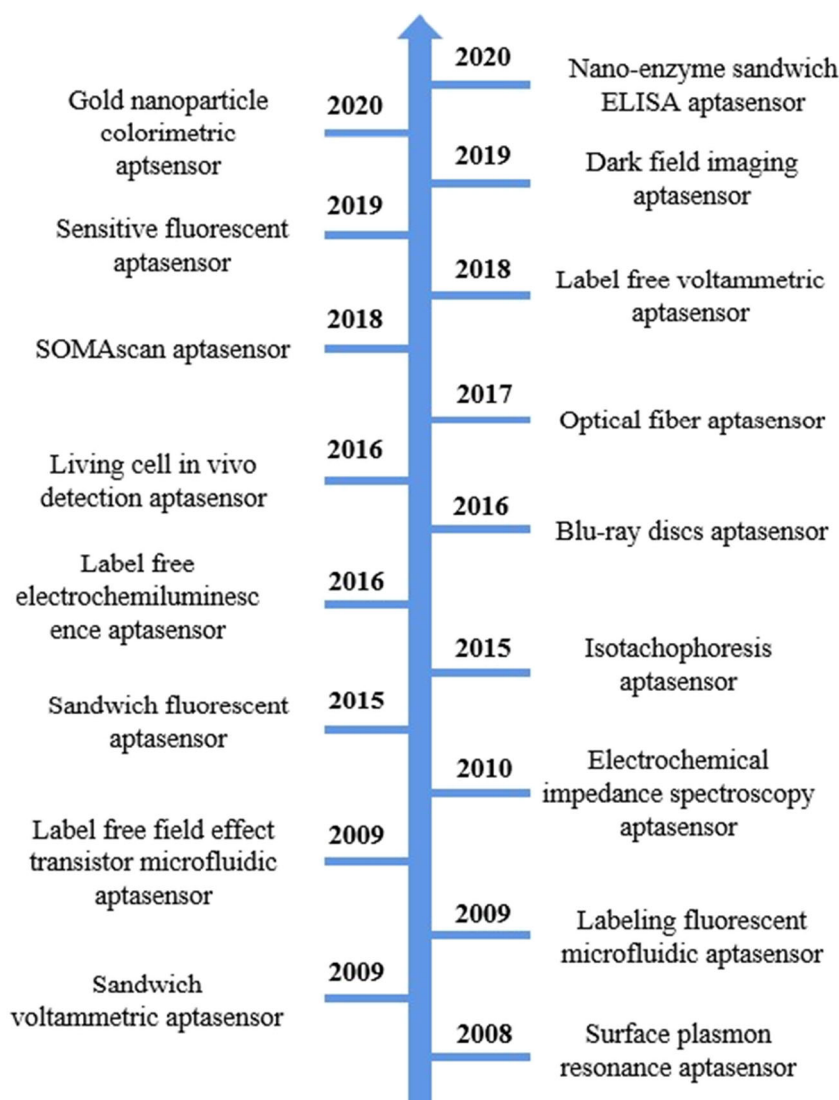 2020
Nano-enzyme sandwich
ELISA aptasensor
2020
Gold nanoparticle
colorimetric
aptsensor
2019
Dark field imaging
aptasensor
2019
Sensitive fluorescent
aptasensor
2018
Label free voltammetric
aptasensor
2018
SOMAscan aptasensor
2017
Optical fiber aptasensor
2016
Living cell in vivo
detection aptasensor
2016
Blu-ray discs aptasensor
2016
Label free
electrochemiluminesc
ence aptasensor
2015
Isotachophoresis
aptasensor
2015
Sandwich fluorescent
aptasensor
2010
Electrochemical
impedance spectroscopy
aptasensor
2009
Label free field effect
transistor microfluidic
aptasensor
2009
Labeling fluorescent
microfluidic aptasensor
2009
Sandwich
voltammetric aptasensor
2008
Surface plasmon
resonance aptasensor